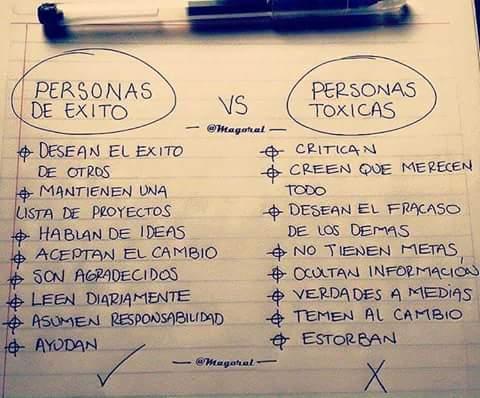 PERSONAS
DE EXITO
VS
PERSONAS
TOXICAS
@Magoral
DESEAN EL EXITO
DE OTROS
MANTIENEN UNA
LISTA DE PROYECTOS
HABLAN DE IDEAS
ACEPTAN EL CAMBIO
SON AGRADECIDOS
LEEN DIARIAMENTE
ASUMEN RESPONSABILIDAD
AYUDAN
CRITICAN
CREEN QUE MERECEN
TODO
DESEAN EL FRACASO
DE LOS DEMAS
NO TIENEN METAS
OCULTAN INFORMACIÓN
VERDADES A MEDIAS
TEMEN AL CAMBIO
ESTORBAN
@Magoral